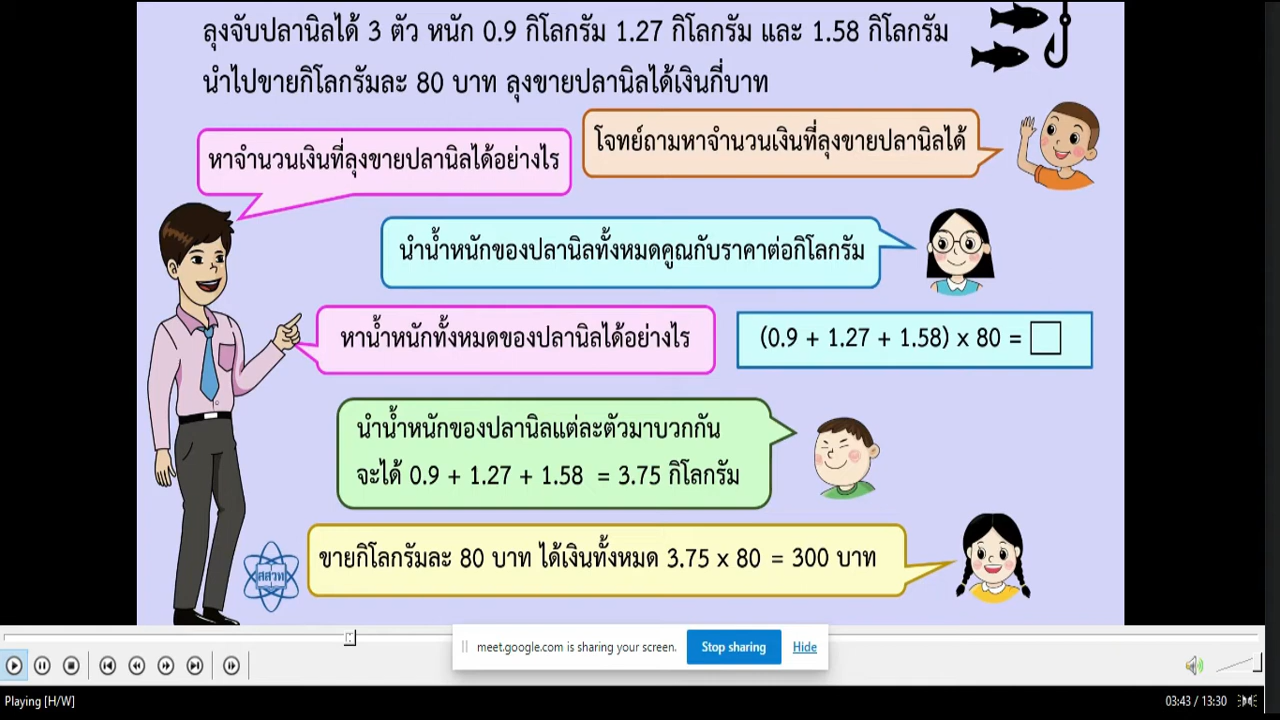 ลุงจับปลานิลได้ 3 ตัว หนัก 0.9 กิโลกรัม 1.27 กิโลกรัม และ 1.58 กิโลกรัม
นำไปขายกิโลกรัมละ 80 บาท ลุงขายปลานิลได้เงินกี่บาท
โจทย์ถามหาจำนวนเงินที่ลุงขายปลานิลได้
หาจำนวนเงินที่ลุงขายปลานิลได้อย่างไร
นำน้ำหนักของปลานิลทั้งหมดคูณกับราคาต่อกิโลกรัม
หาน้ำหนักทั้งหมดของปลานิลได้อย่างไร
(0.9 + 1.27 + 1.58) x 80 = □
นำน้ำหนักของปลานิลแต่ละตัวมาบวกกัน
จะได้ 0.9 + 1.27 + 1.58 = 3.75 กิโลกรัม
ขายกิโลกรัมละ 80 บาท ได้เงินทั้งหมด 3.75 x 80 = 300 บาท
สสวท
meet.google.com is sharing your screen.
Stop sharing
Hide
Playing [H/W]
03:43 / 13:30